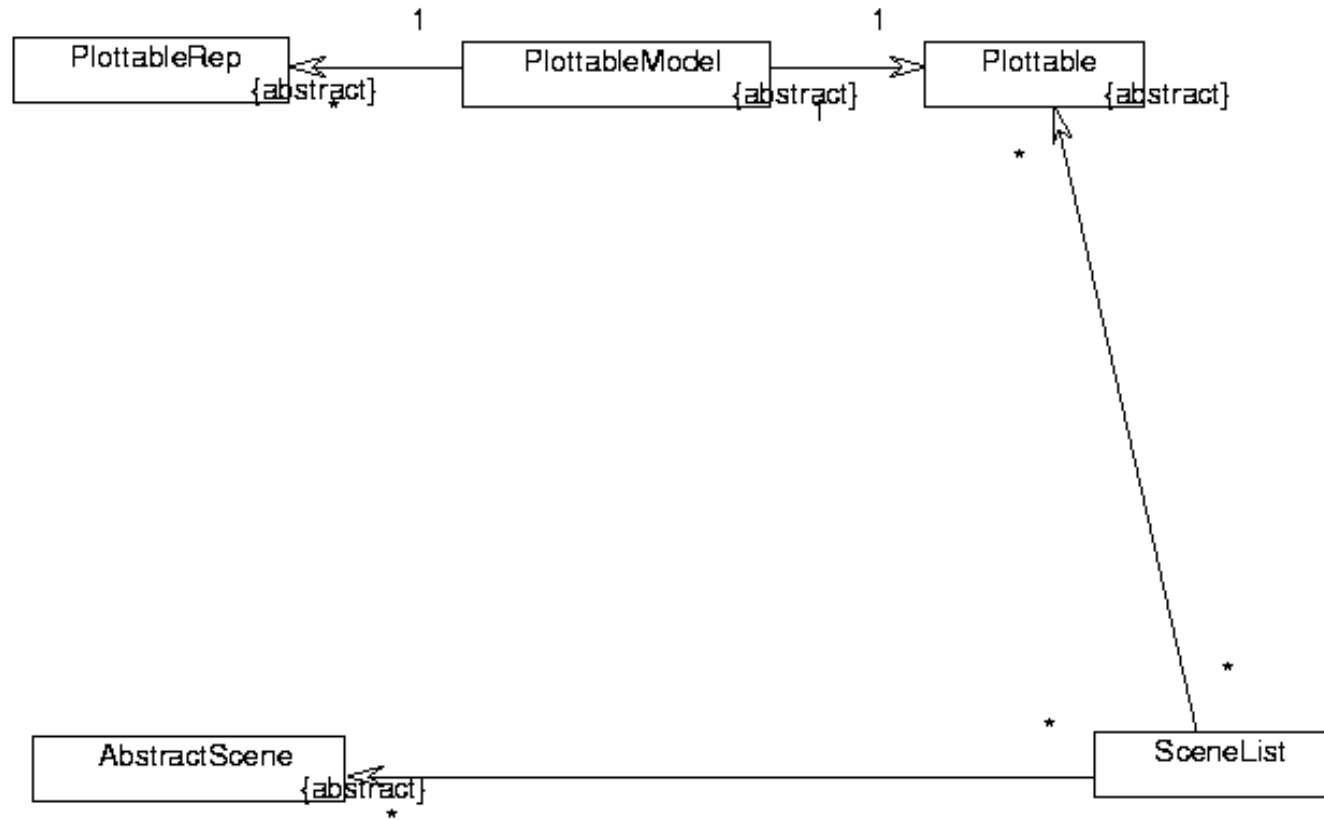 1
1
PlottableRep
PlottableModel
Plottable
{abstract}
*
{abstract}
1
{abstract}
*
*
*
AbstractScene
SceneList
{abstract}
*